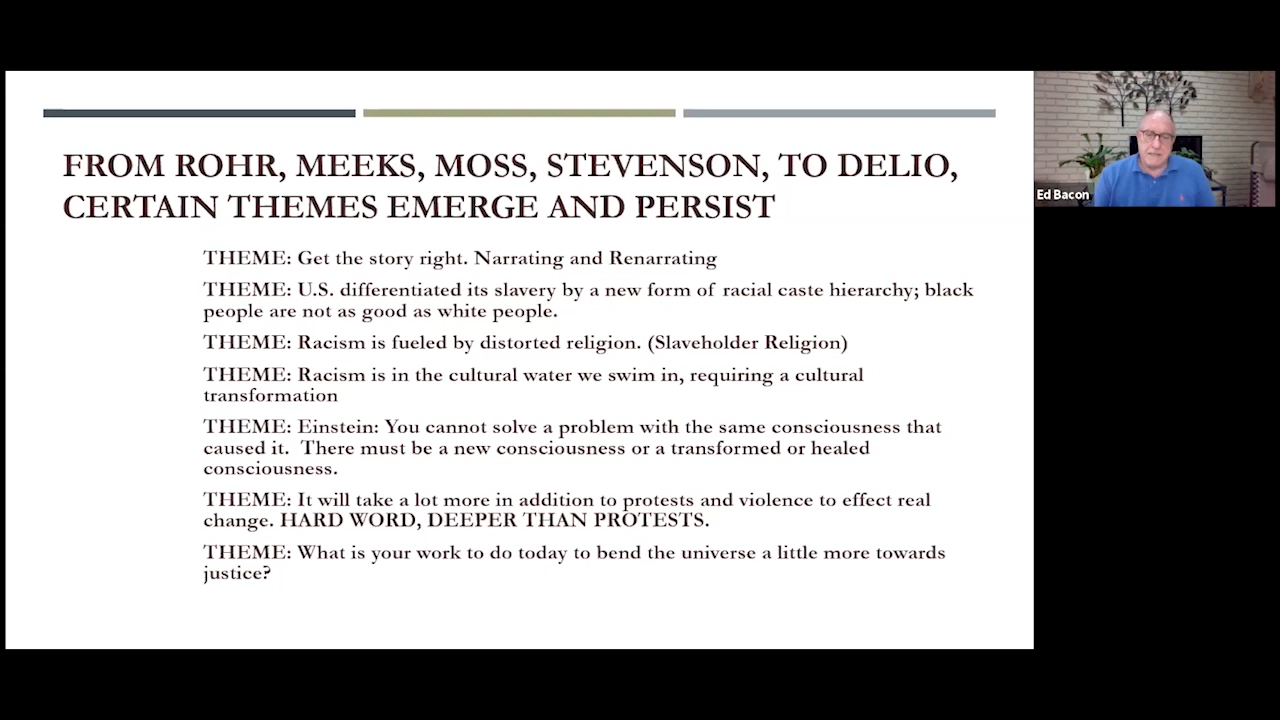 FROM ROHR, MEEKS, MOSS, STEVENSON, TO DELIO,
CERTAIN THEMES EMERGE AND PERSIST
THEME: Get the story right. Narrating and Renarrating
THEME: U.S. differentiated its slavery by a new form of racial caste hierarchy; black
people are not as good as white people.
THEME: Racism is fueled by distorted religion. (Slaveholder Religion)
THEME: Racism is in the cultural water we swim in, requiring a cultural
transformation
THEME: Einstein: You cannot solve a problem with the same consciousness that
caused it. There must be a new consciousness or a transformed or healed
consciousness.
THEME: It will take a lot more in addition to protests and violence to effect real
change. HARD WORD, DEEPER THAN PROTESTS.
THEME: What is your work to do today to bend the universe a little more towards
justice?
Ed Bacon